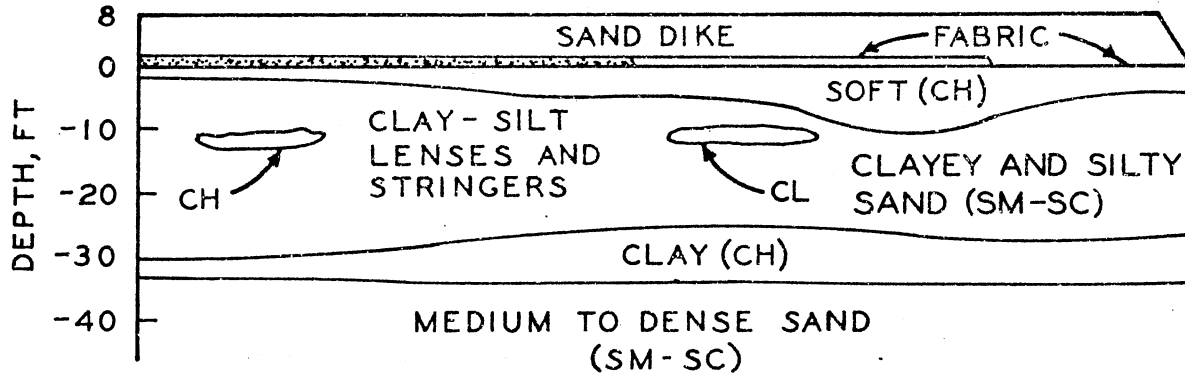 8
SAND DIKE
FABRIC
0
SOFT (CH)
-10
CLAY-SILT
LENSES AND
STRINGERS
CLAYEY AND SILTY
SAND (SM-SC)
CH
CL
-20
-30
CLAY (CH)
-40
MEDIUM TO DENSE SAND
(SM-SC)
DEPTH, FT